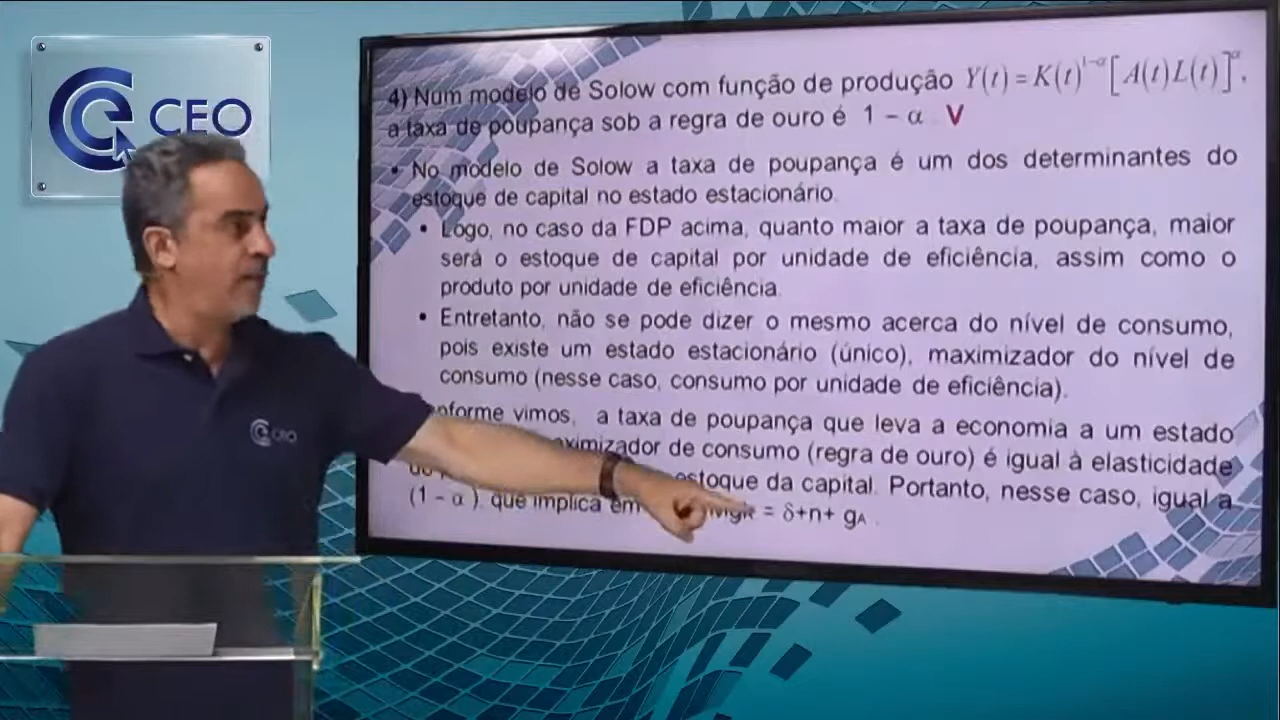 CEO
4) Num modelo de Solow com função de produção Y(t) = K(t)^{1-α} [A(t)L(t)]^α,
a taxa de poupança sob a regra de ouro é 1 − α V
• No modelo de Solow a taxa de poupança é um dos determinantes do
estoque de capital no estado estacionário.
• Logo, no caso da FDP acima, quanto maior a taxa de poupança, maior
será o estoque de capital por unidade de eficiência, assim como o
produto por unidade de eficiência.
• Entretanto, não se pode dizer o mesmo acerca do nível de consumo,
pois existe um estado estacionário (único), maximizador do nível de
consumo (nesse caso, consumo por unidade de eficiência).
vimos, a taxa de poupança que leva a economia a um estado
de consumo (regra de ouro) é igual à elasticidade
da capital. Portanto, nesse caso, igual a
(1 − α ), que implica em = δ+n+ gA .
CEO